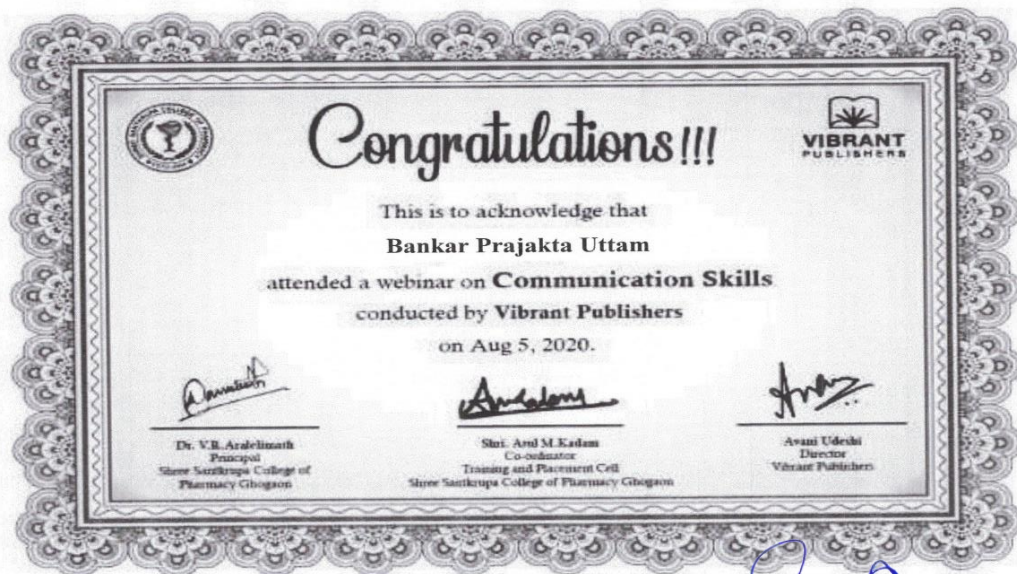 Congratulations!!!
VIBRANT
PUBLISHERS
This is to acknowledge that
Bankar Prajakta Uttam
attended a webinar on Communication Skills
conducted by Vibrant Publishers
on Aug 5, 2020.
Dr. V.R. Aralelimath
Principal
Shree Santkrupa College of
Pharmacy Ghogaon
Shri. Atul M.Kadam
Co-ordinator
Training and Placement Cell
Shree Santkrupa College of Pharmacy Ghogaon
Avani Udeshi
Director
Vibrant Publishers